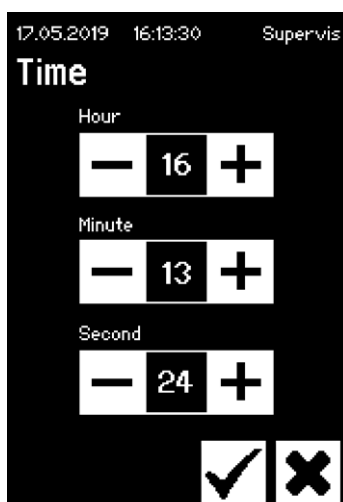 17.05.2019 16:13:30 Supervis
Time
Hour
16
Minute
13
Second
24